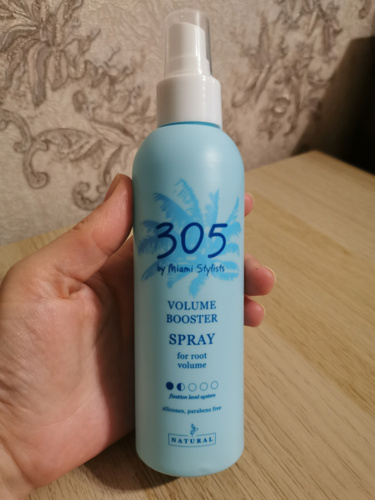 305
by Miami Stylists
VOLUME
BOOSTER
SPRAY
for root
volume
fixation level system
silicones, parabens free
NATURAL